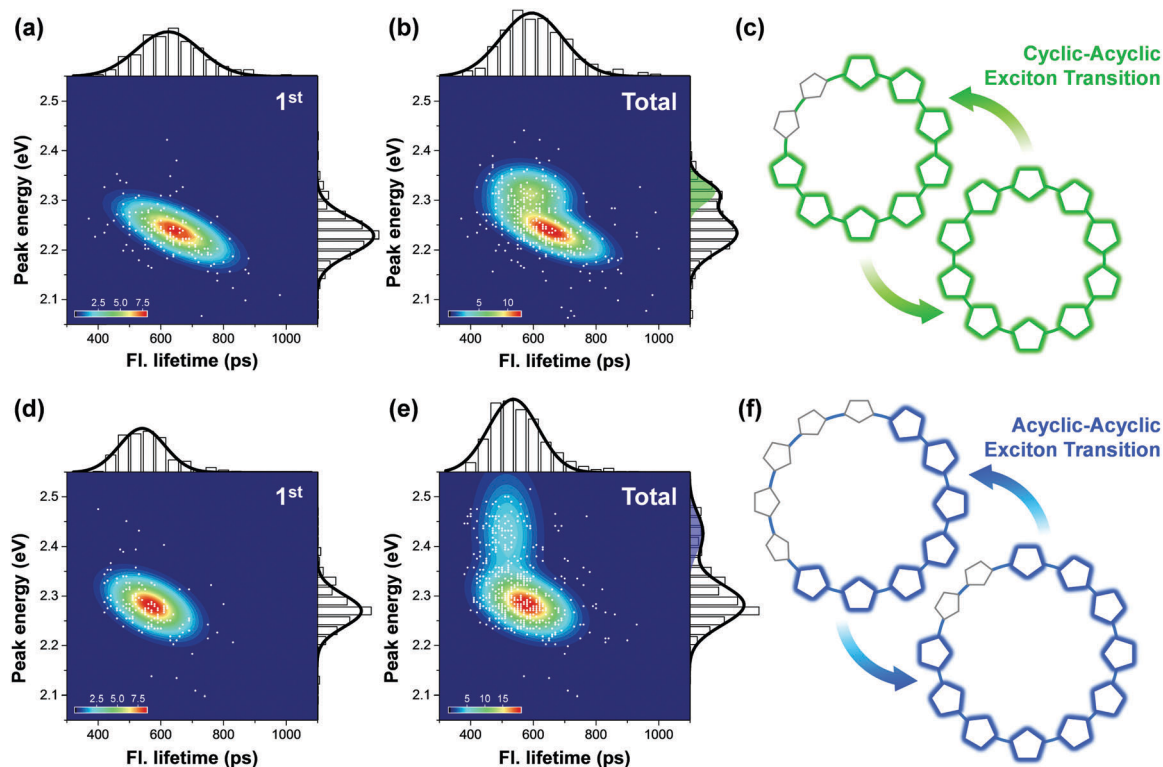 (a)
1st
2.5
2.4
2.3
2.2
2.1
Peak energy (eV)
2.5 5.0 7.5
400 600 800 1000
Fl. lifetime (ps)
(b)
Total
2.5
2.4
2.3
2.2
2.1
Peak energy (eV)
5 10
400 600 800 1000
Fl. lifetime (ps)
(c)
Cyclic-Acyclic
Exciton Transition
(d)
1st
2.5
2.4
2.3
2.2
2.1
Peak energy (eV)
2.5 5.0 7.5
400 600 800 1000
Fl. lifetime (ps)
(e)
Total
2.5
2.4
2.3
2.2
2.1
Peak energy (eV)
5 10 15
400 600 800 1000
Fl. lifetime (ps)
(f)
Acyclic-Acyclic
Exciton Transition